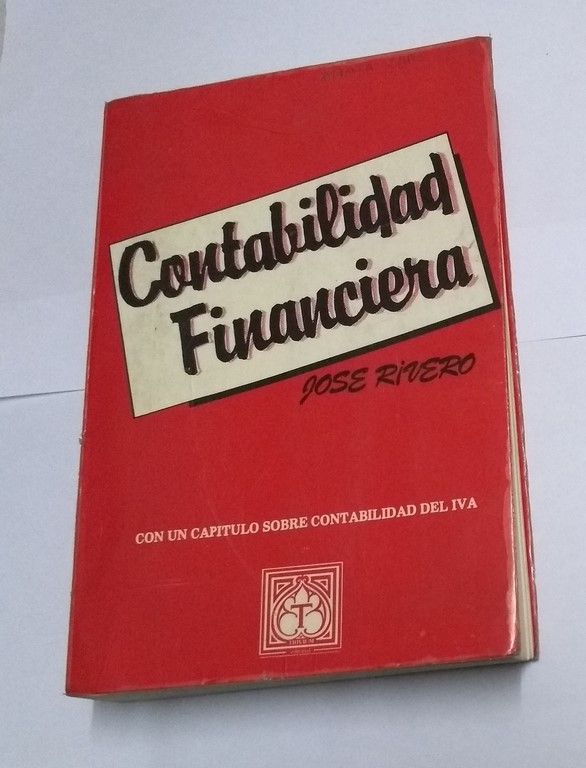 Contabilidad
Financiera
JOSE RIVERO
CON UN CAPITULO SOBRE CONTABILIDAD DEL IVA
T